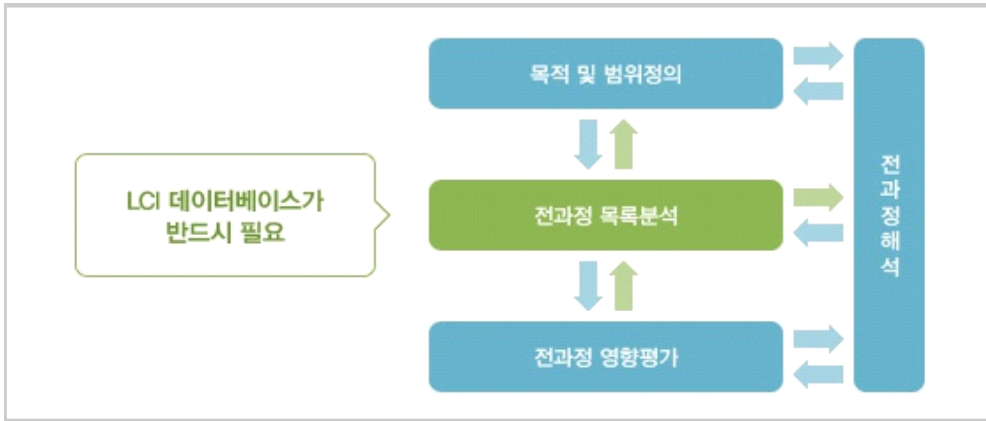 목적 및 범위정의
LCI 데이터베이스가
반드시 필요
전과정 목록분석
전과정 영향평가
전과정해석